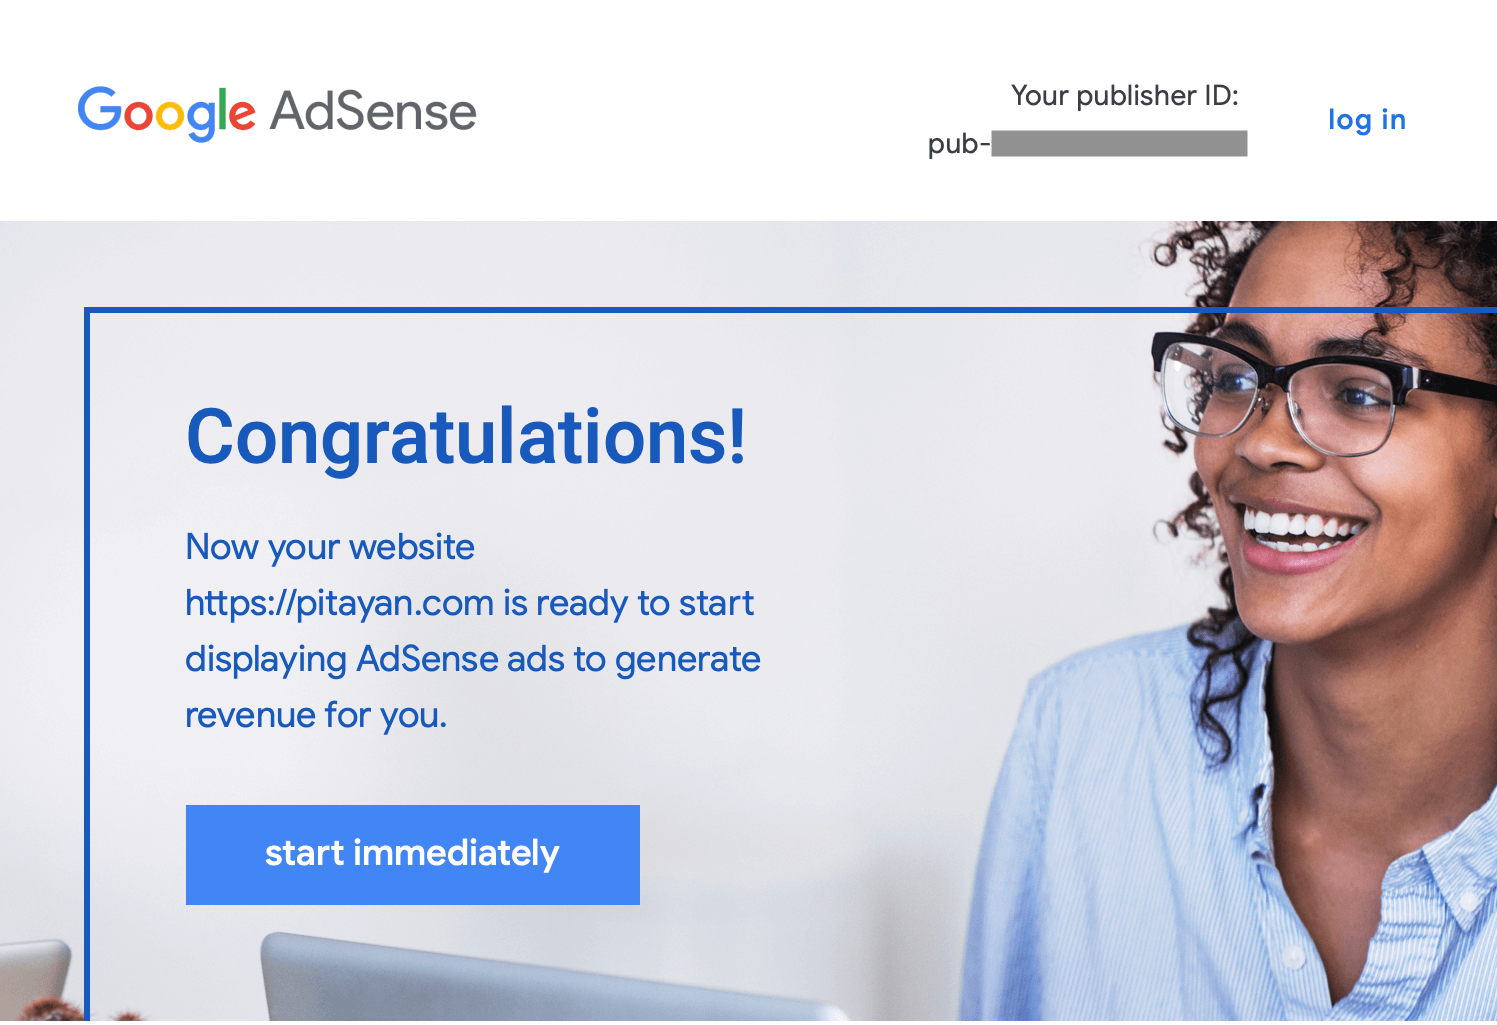 Google AdSense
Your publisher ID:
pub-
log in
Congratulations!
Now your website
https://pitayan.com is ready to start
displaying AdSense ads to generate
revenue for you.
start immediately